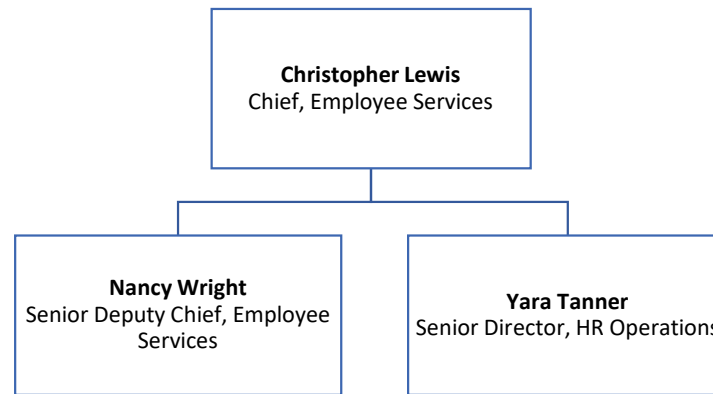 Christopher Lewis
Chief, Employee Services
Nancy Wright
Senior Deputy Chief, Employee
Services
Yara Tanner
Senior Director, HR Operations